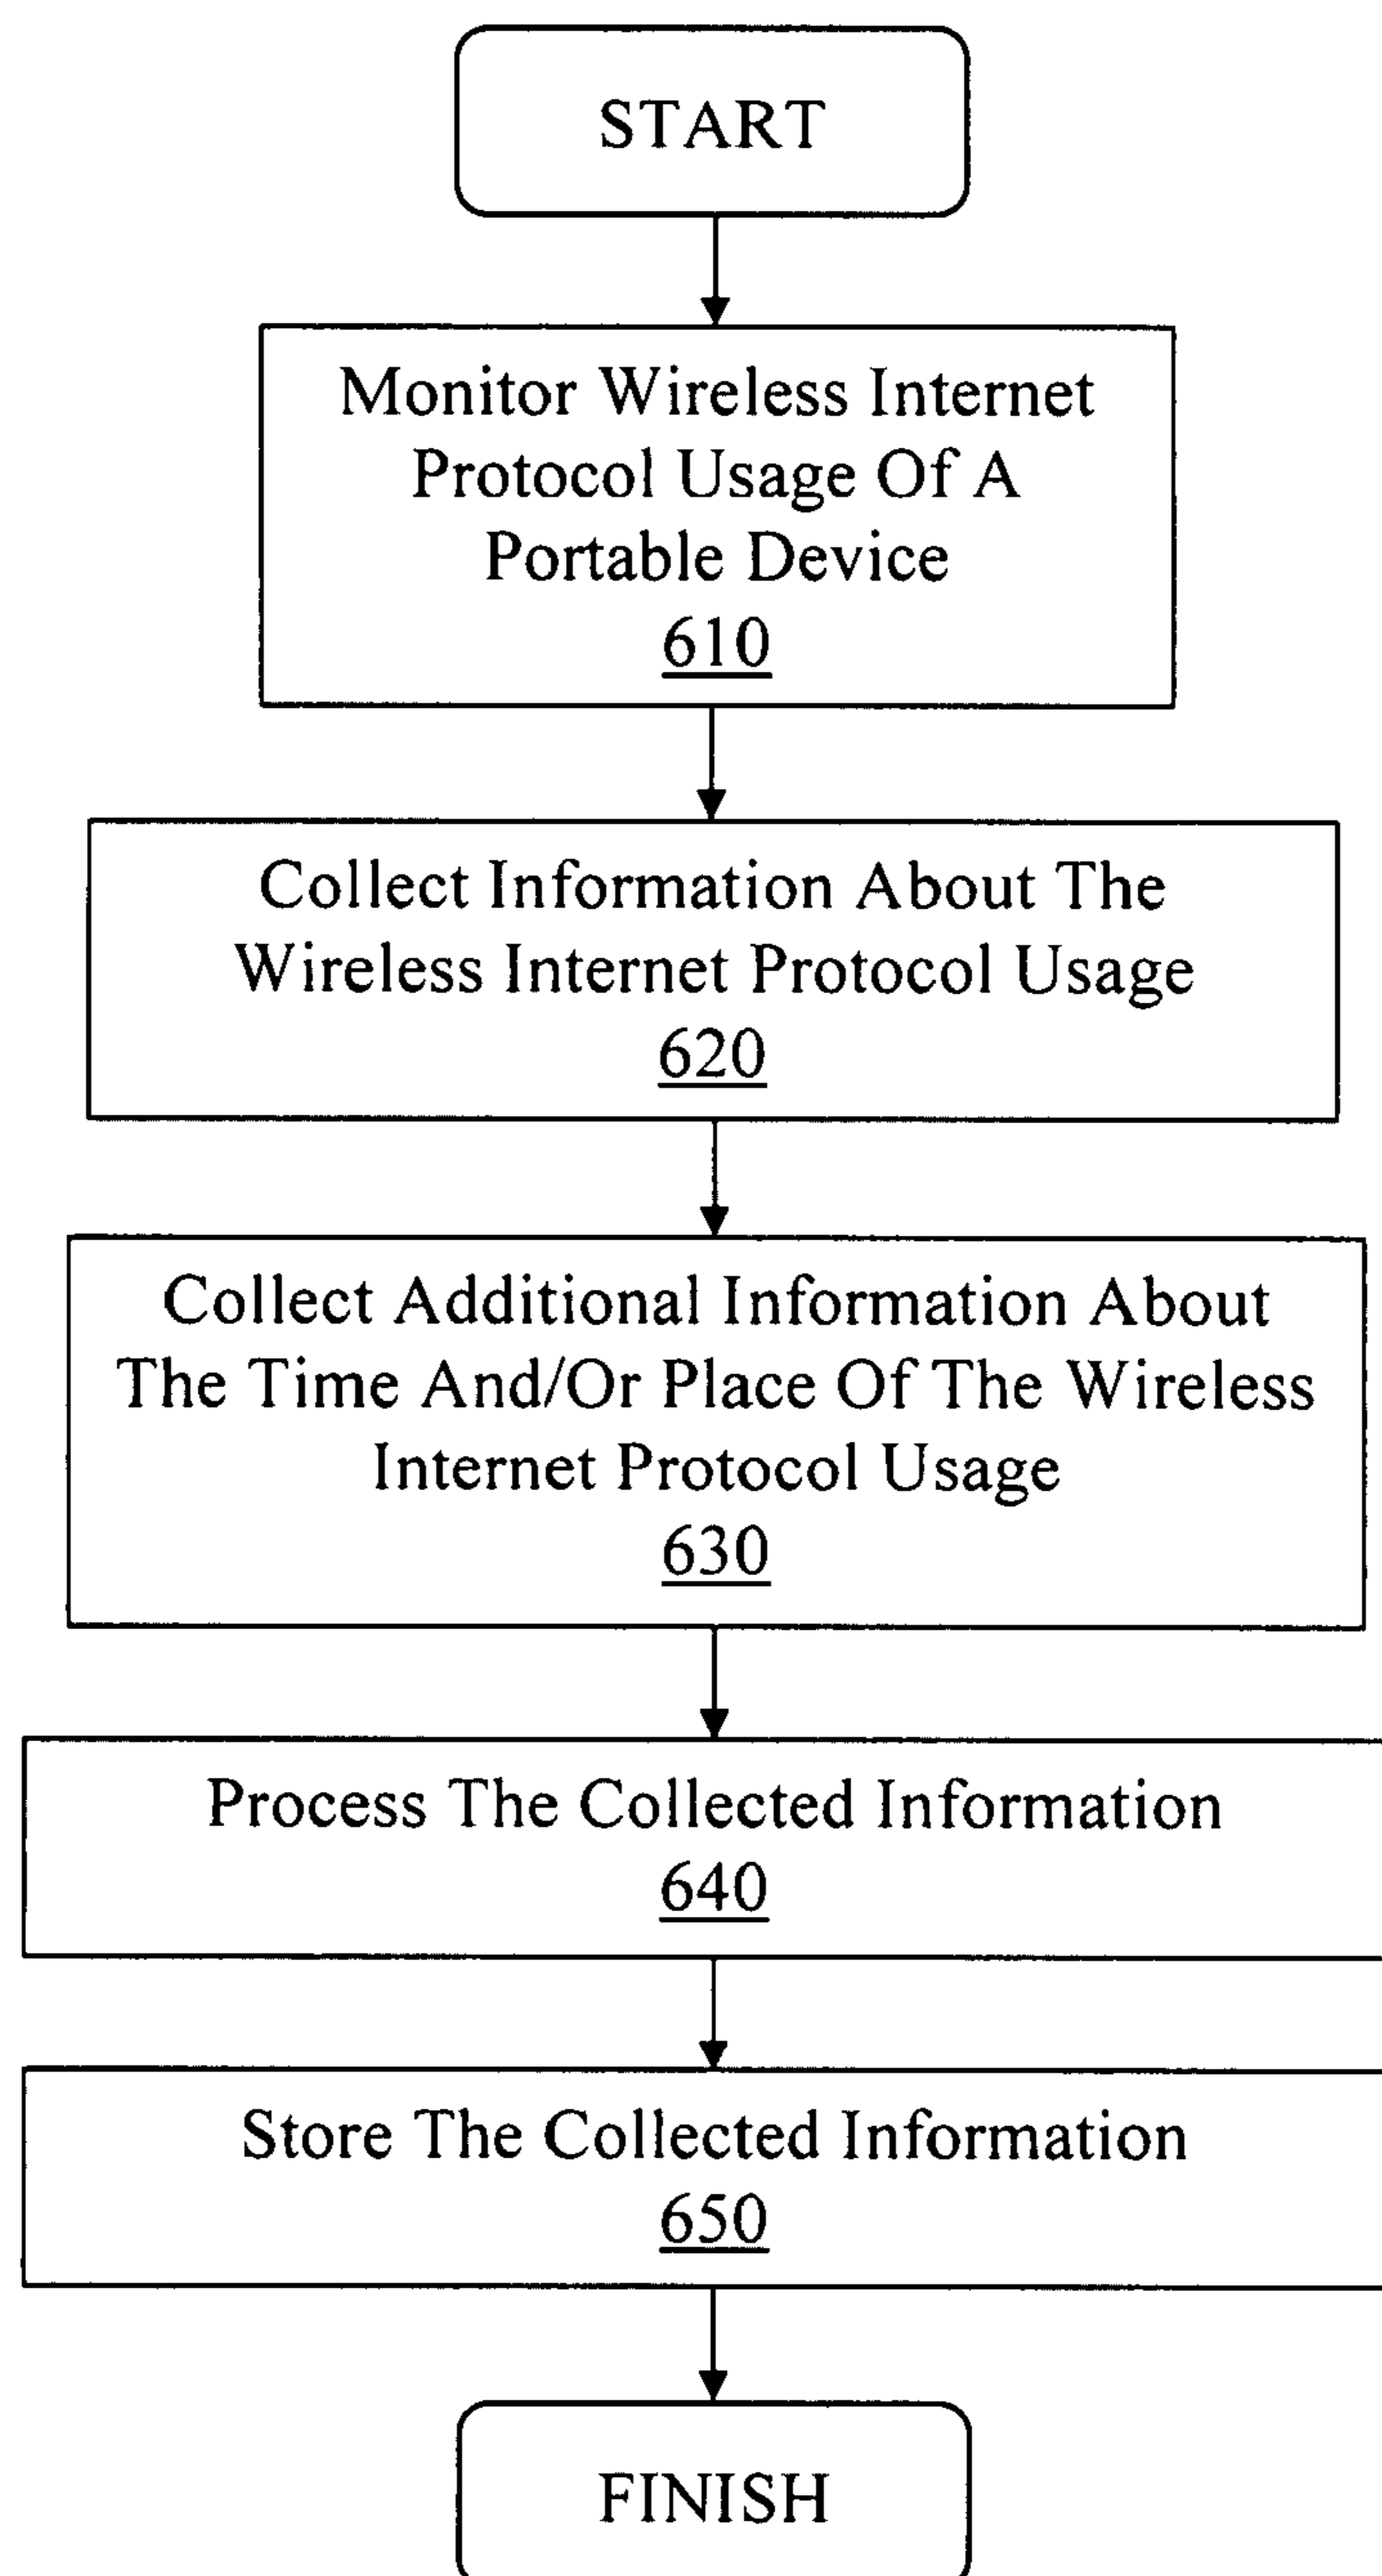 START
Monitor Wireless Internet
Protocol Usage Of A
Portable Device
610
Collect Information About The
Wireless Internet Protocol Usage
620
Collect Additional Information About
The Time And/Or Place Of The Wireless
Internet Protocol Usage
630
Process The Collected Information
640
Store The Collected Information
650
FINISH